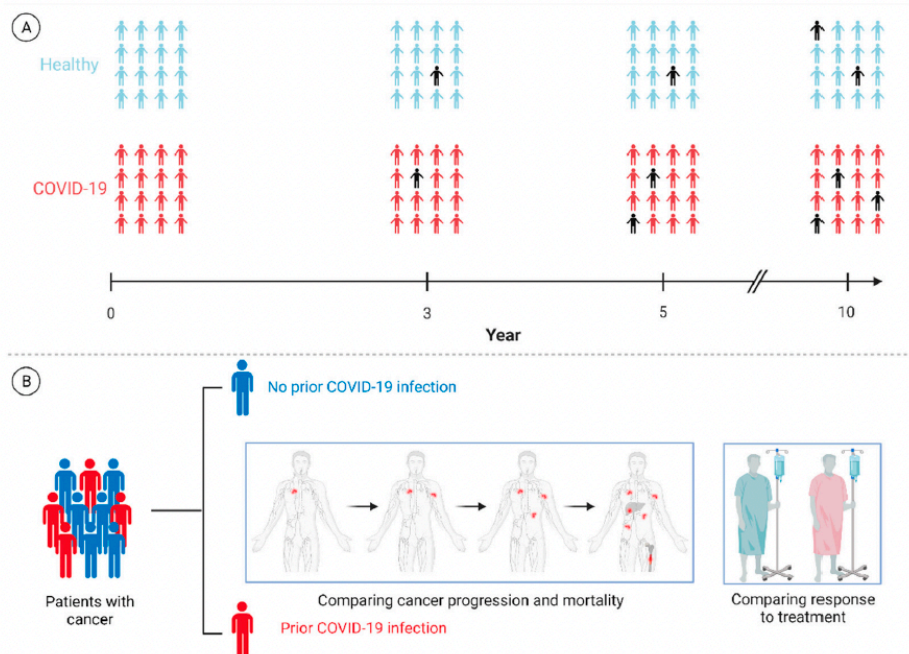 A
Healthy
COVID-19
0 3 5 10
Year
B
No prior COVID-19 infection
Patients with
cancer
Comparing cancer progression and mortality
Comparing response
to treatment
Prior COVID-19 infection